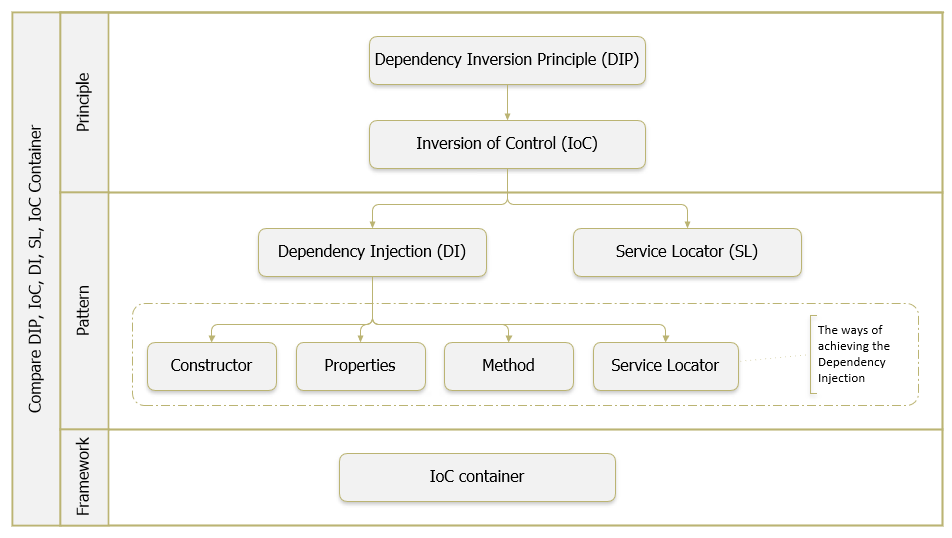 Compare DIP, IoC, DI, SL, IoC Container
Principle
Dependency Inversion Principle (DIP)
Inversion of Control (IoC)
Pattern
Dependency Injection (DI)
Service Locator (SL)
Constructor
Properties
Method
Service Locator
The ways of
achieving the
Dependency
Injection
Framework
IoC container